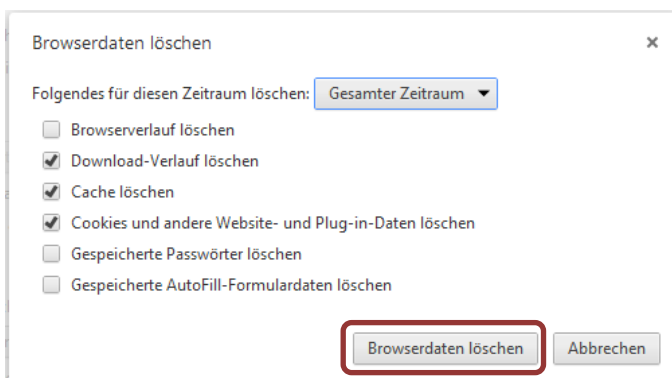 Browserdaten löschen
Folgendes für diesen Zeitraum löschen: Gesamter Zeitraum
Browserverlauf löschen
Download-Verlauf löschen
Cache löschen
Cookies und andere Website- und Plug-in-Daten löschen
Gespeicherte Passwörter löschen
Gespeicherte AutoFill-Formulardaten löschen
Browserdaten löschen Abbrechen